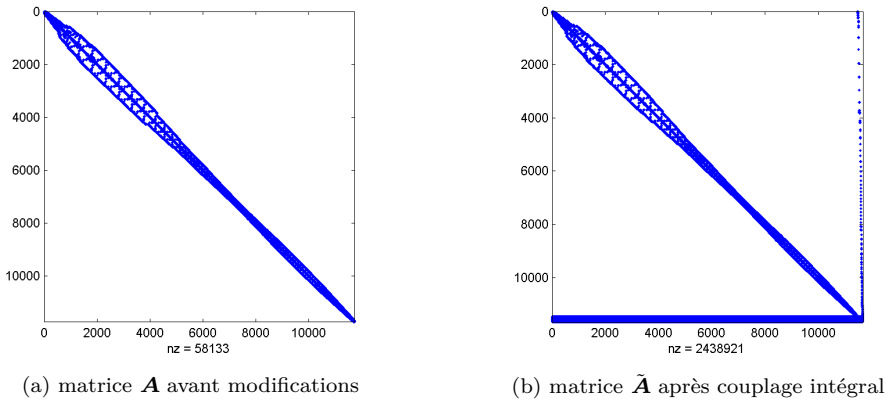 0
2000
4000
6000
8000
10000
0 2000 4000 6000 8000 10000
nz = 58133
(a) matrice A avant modifications
0
2000
4000
6000
8000
10000
0 2000 4000 6000 8000 10000
nz = 2438921
(b) matrice Ã après couplage intégral